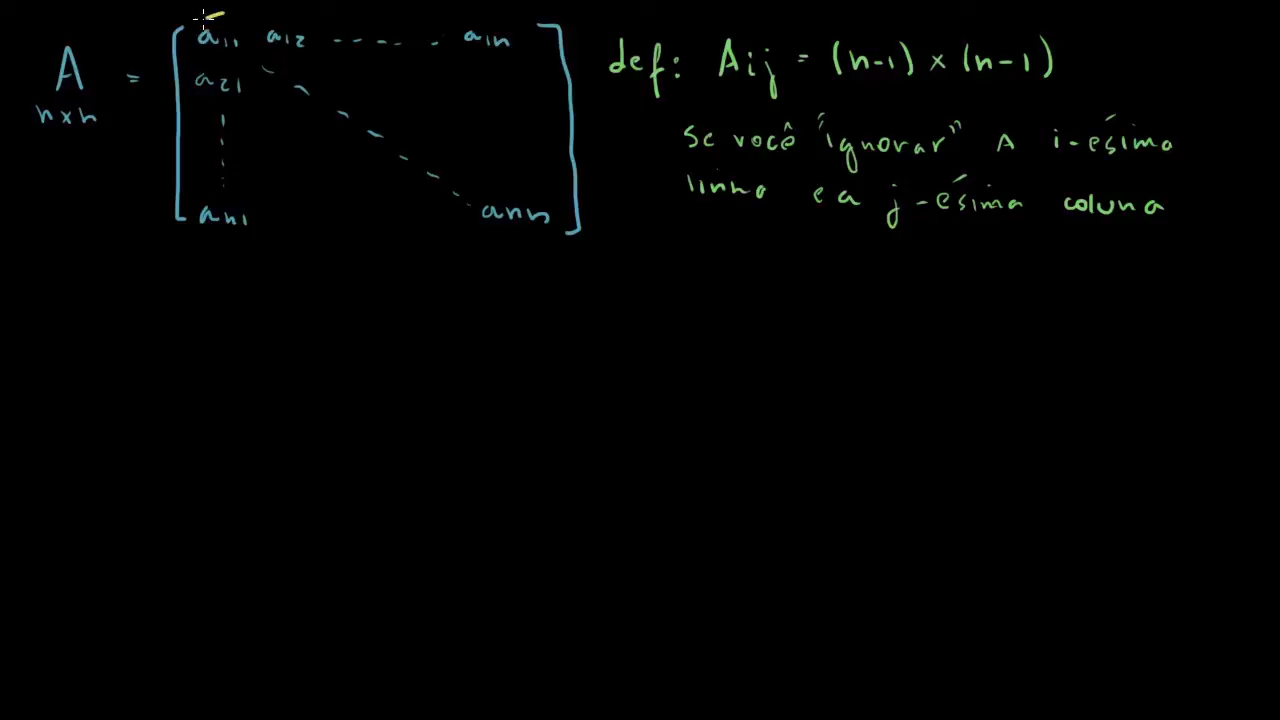 A = a11 a12 ----- . a1n def: Aij = (n-1) × (n-1)
n×n a21
se você "ignorar" A i-ésima
linha e a j-ésima coluna
an1 ann